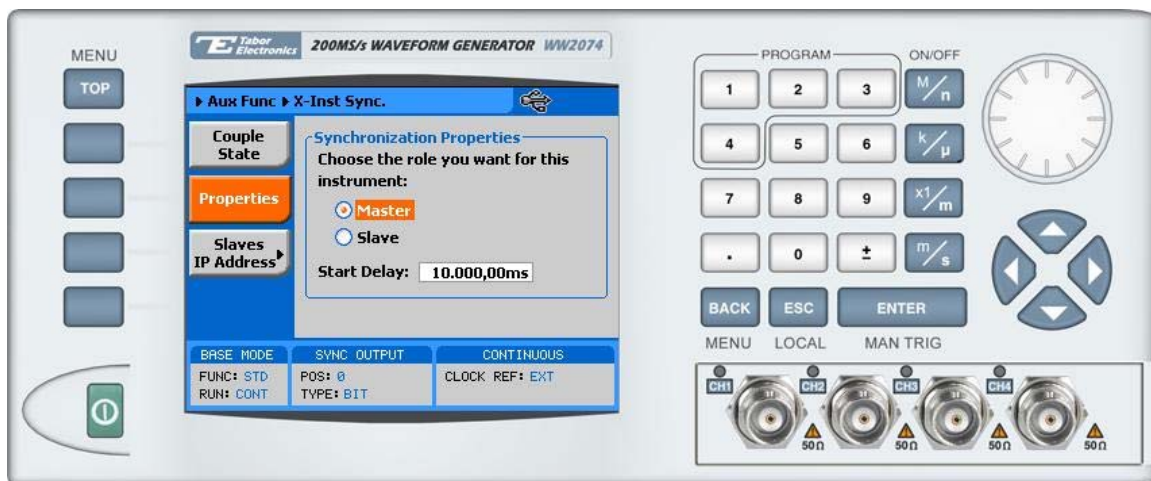 MENU
TOP
Tabor
Electronics
200MS/s WAVEFORM GENERATOR WW2074
Aux Func X-Inst Sync.
Couple
State
Properties
Slaves
IP Address
Synchronization Properties
Choose the role you want for this
instrument:
Master
Slave
Start Delay: 10.000,00ms
BASE MODE
FUNC: STD
RUN: CONT
SYNC OUTPUT
POS: 0
TYPE: BIT
CONTINUOUS
CLOCK REF: EXT
PROGRAM
ON/OFF
1 2 3 M/n
4 5 6 k/μ
7 8 9 x1/m
. 0 ± m/s
BACK ESC ENTER
MENU LOCAL MAN TRIG
CH1 CH2 CH3 CH4
50Ω 50Ω 50Ω 50Ω